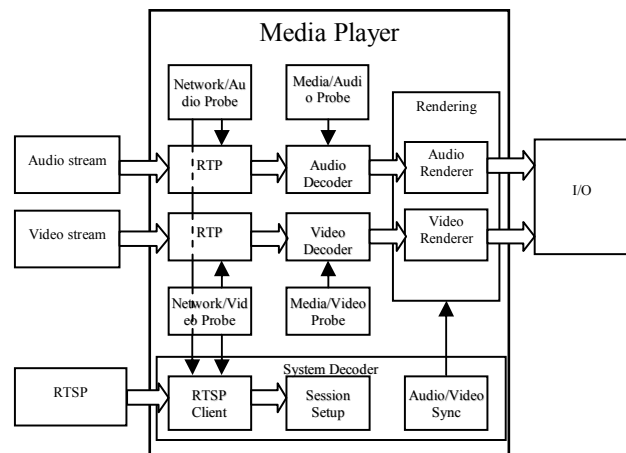 Media Player
Network/Au
dio Probe
Media/Audi
o Probe
Rendering
Audio stream
RTP
Audio
Decoder
Audio
Renderer
I/O
Video stream
RTP
Video
Decoder
Video
Renderer
Network/Vid
eo Probe
Media/Video
Probe
System Decoder
RTSP
RTSP
Client
Session
Setup
Audio/Video
Sync